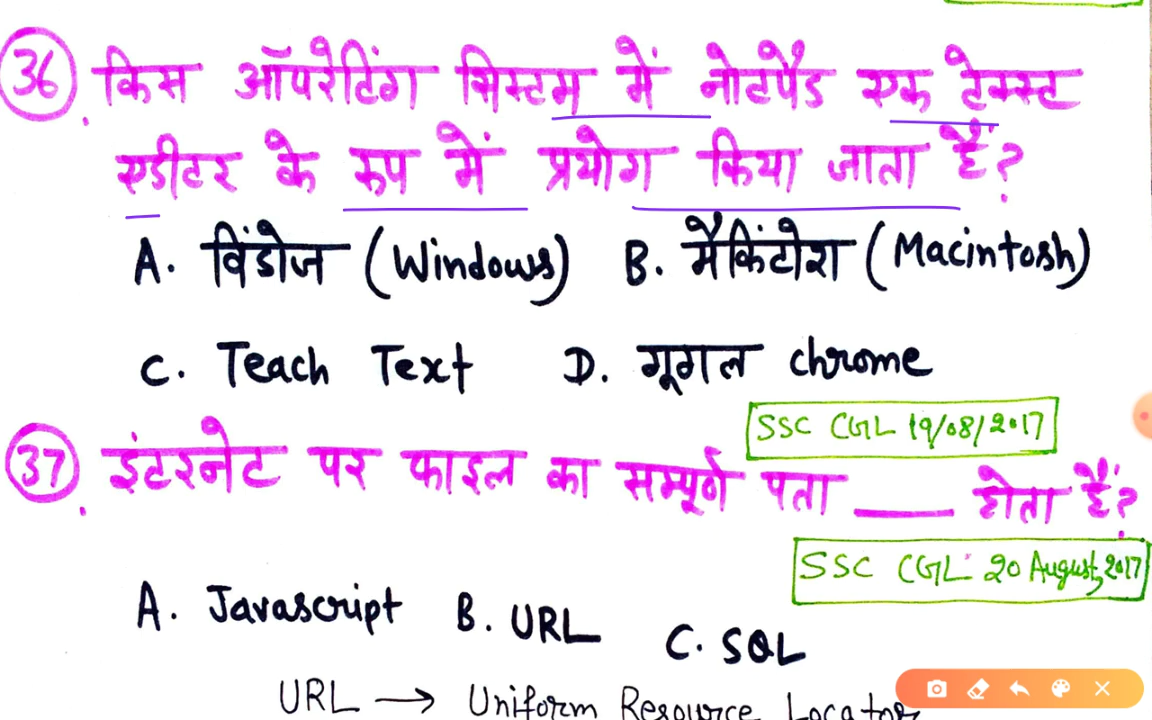 36. किस ऑपरेटिंग सिस्टम में नोटपैड एक टेक्स्ट
एडीटर के रूप में प्रयोग किया जाता है?
A. विंडोज (Windows) B. मैकिंटोश (Macintosh)
C. Teach Text D. गूगल chrome
SSC CGL 19/08/2017
37. इंटरनेट पर फाइल का सम्पूर्ण पता ____ होता है?
SSC CGL 20 August, 2017
A. Javascript B. URL C. SQL
URL → Uniform Resource Locator